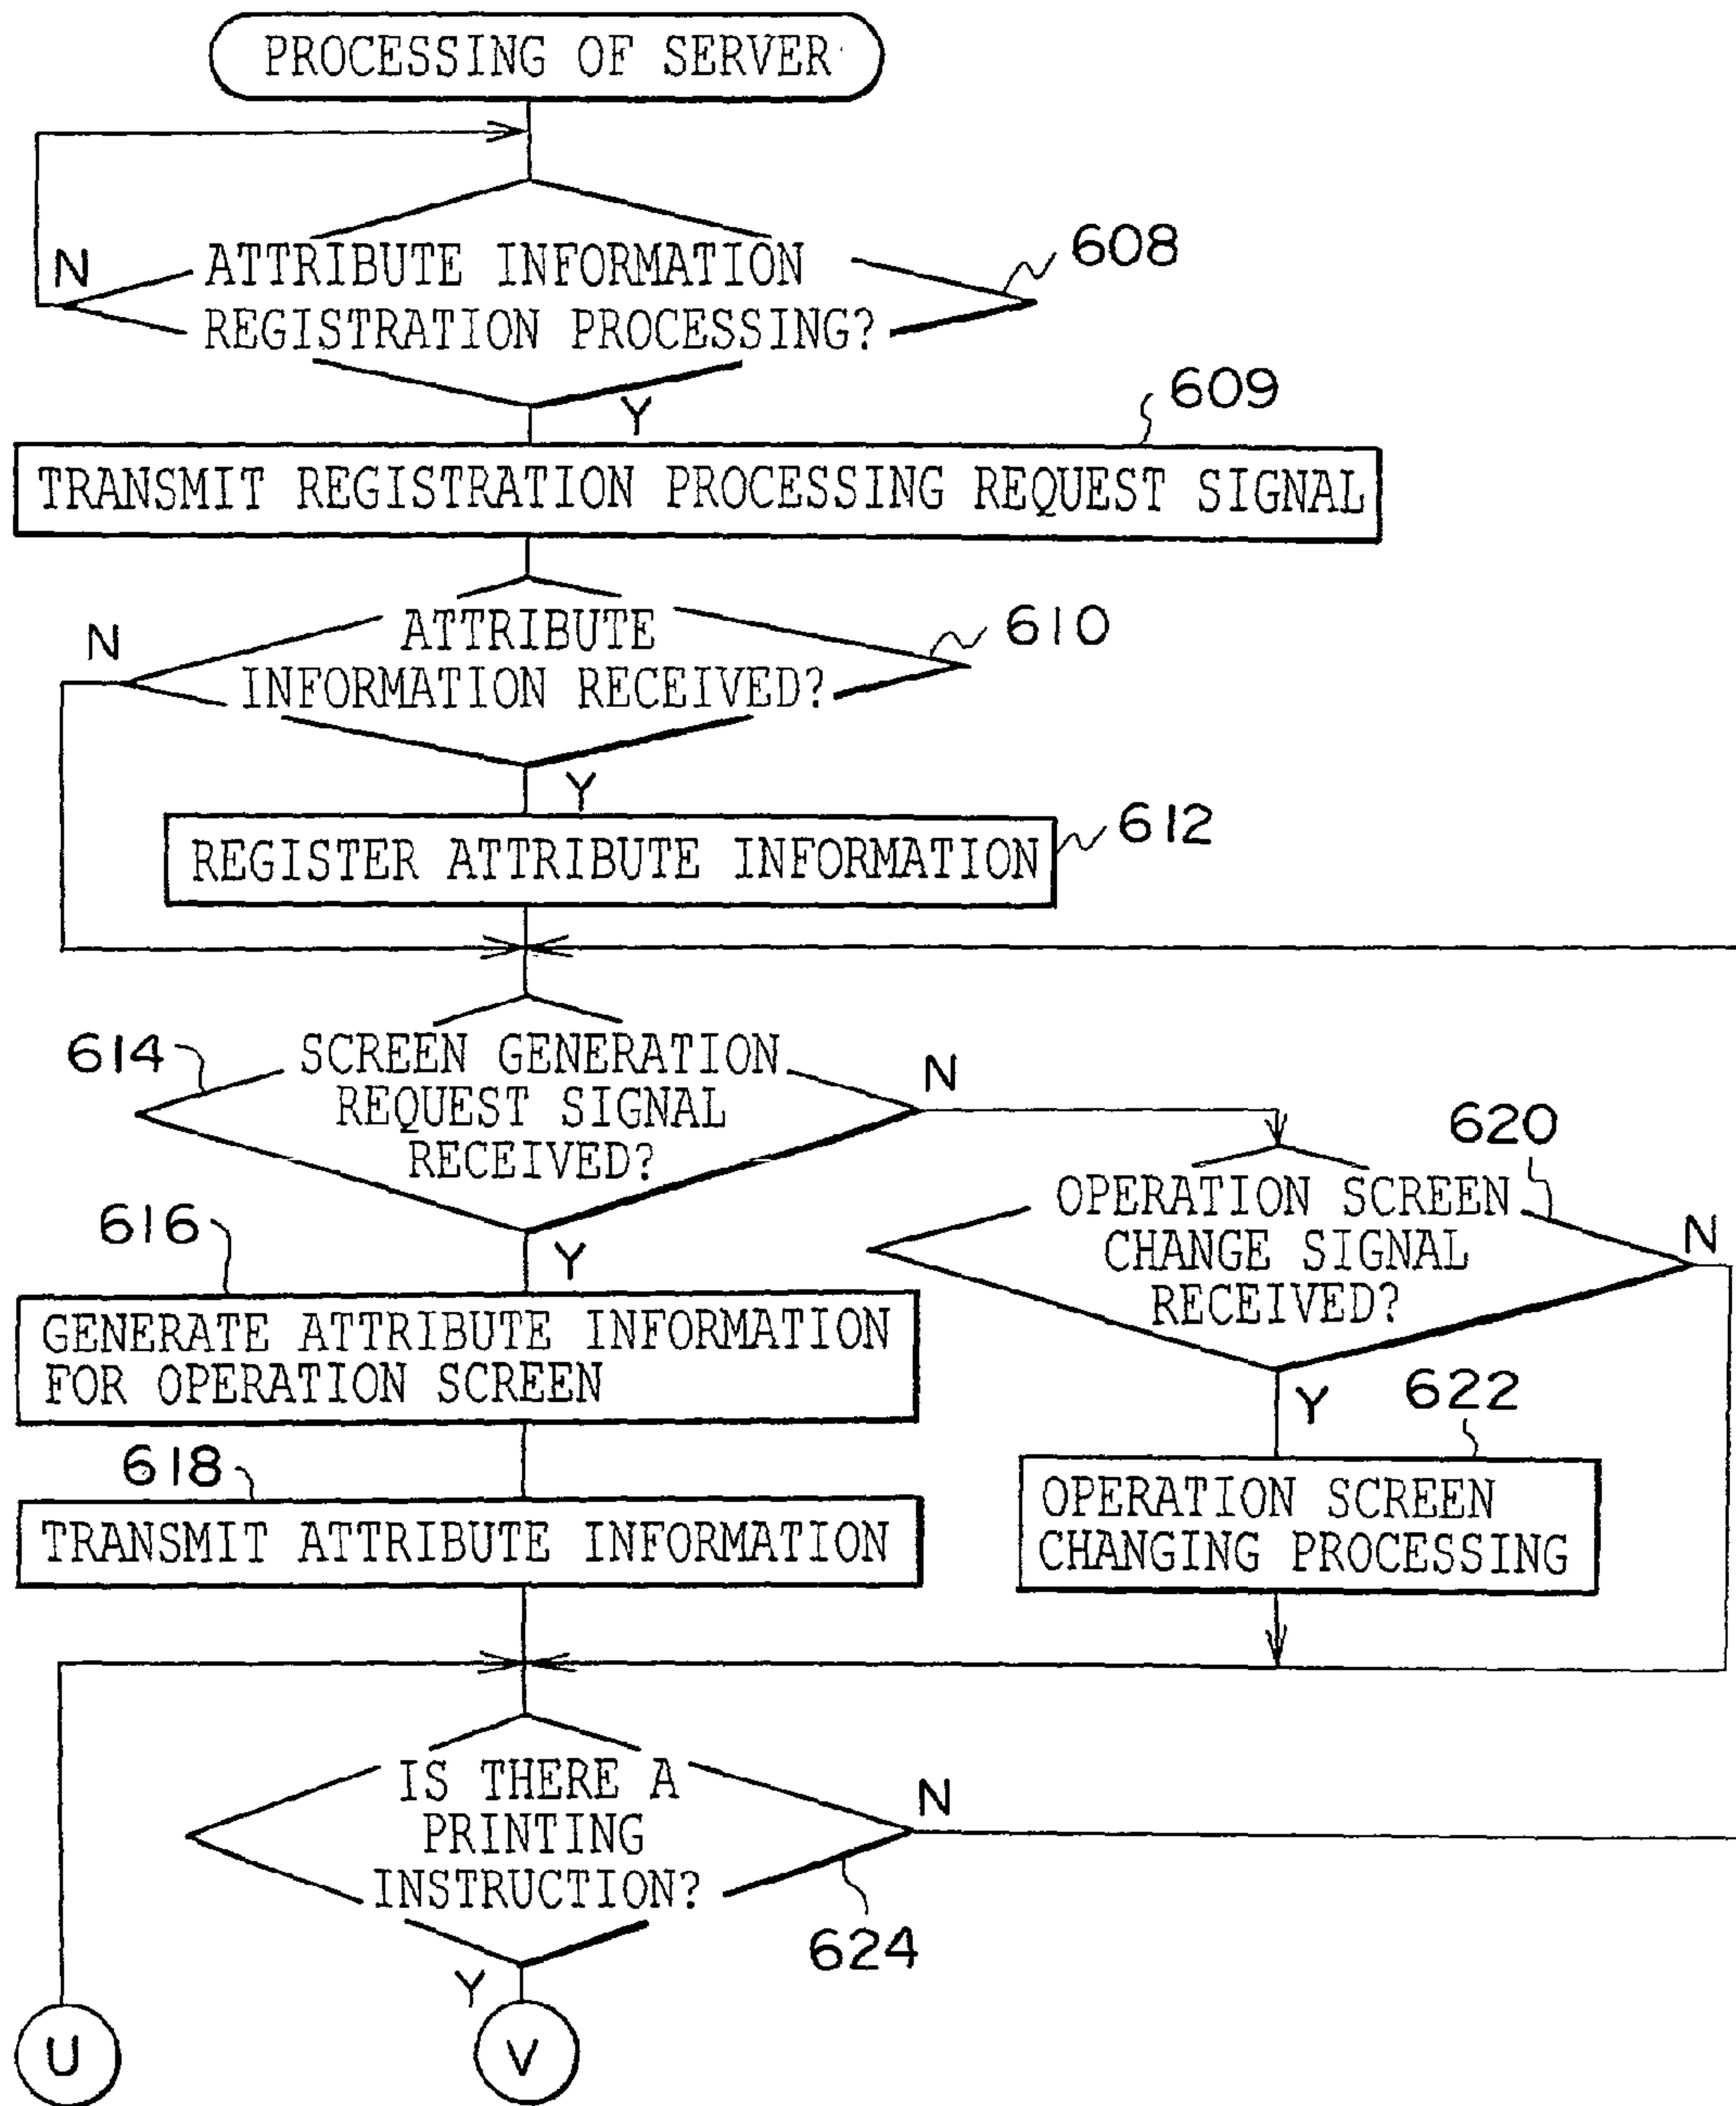 PROCESSING OF SERVER
N
ATTRIBUTE INFORMATION
REGISTRATION PROCESSING?
608
Y
609
TRANSMIT REGISTRATION PROCESSING REQUEST SIGNAL
N
ATTRIBUTE
INFORMATION RECEIVED?
610
Y
REGISTER ATTRIBUTE INFORMATION
612
614
SCREEN GENERATION
REQUEST SIGNAL
RECEIVED?
N
Y
620
OPERATION SCREEN
CHANGE SIGNAL
RECEIVED?
N
Y
616
GENERATE ATTRIBUTE INFORMATION
FOR OPERATION SCREEN
622
OPERATION SCREEN
CHANGING PROCESSING
618
TRANSMIT ATTRIBUTE INFORMATION
IS THERE A
PRINTING
INSTRUCTION?
N
624
Y
U
V